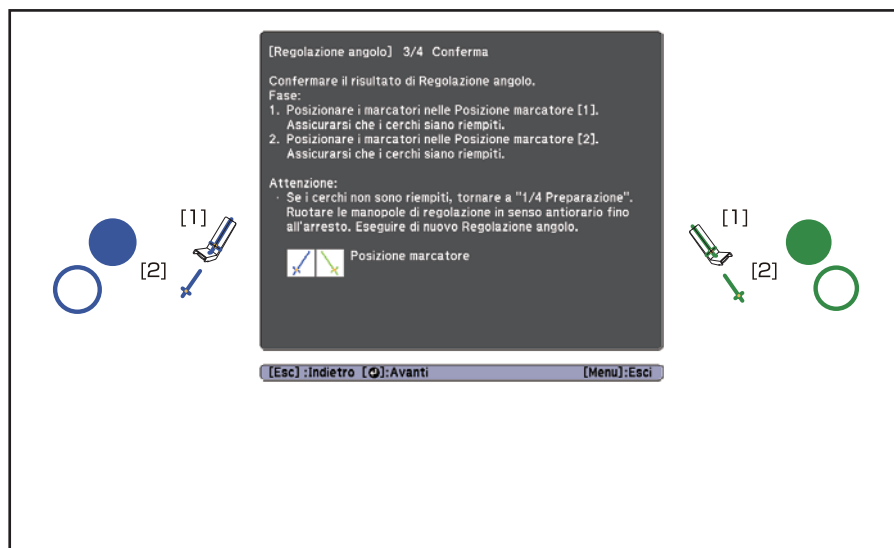 [Regolazione angolo] 3/4 Conferma
Confermare il risultato di Regolazione angolo.
Fase:
1. Posizionare i marcatori nelle Posizione marcatore [1].
Assicurarsi che i cerchi siano riempiti.
2. Posizionare i marcatori nelle Posizione marcatore [2].
Assicurarsi che i cerchi siano riempiti.
Attenzione:
· Se i cerchi non sono riempiti, tornare a "1/4 Preparazione".
Ruotare le manopole di regolazione in senso antiorario fino
all'arresto. Eseguire di nuovo Regolazione angolo.
Posizione marcatore
[1]
[2]
[1]
[2]
[Esc] :Indietro [↵]:Avanti [Menu]:Esci